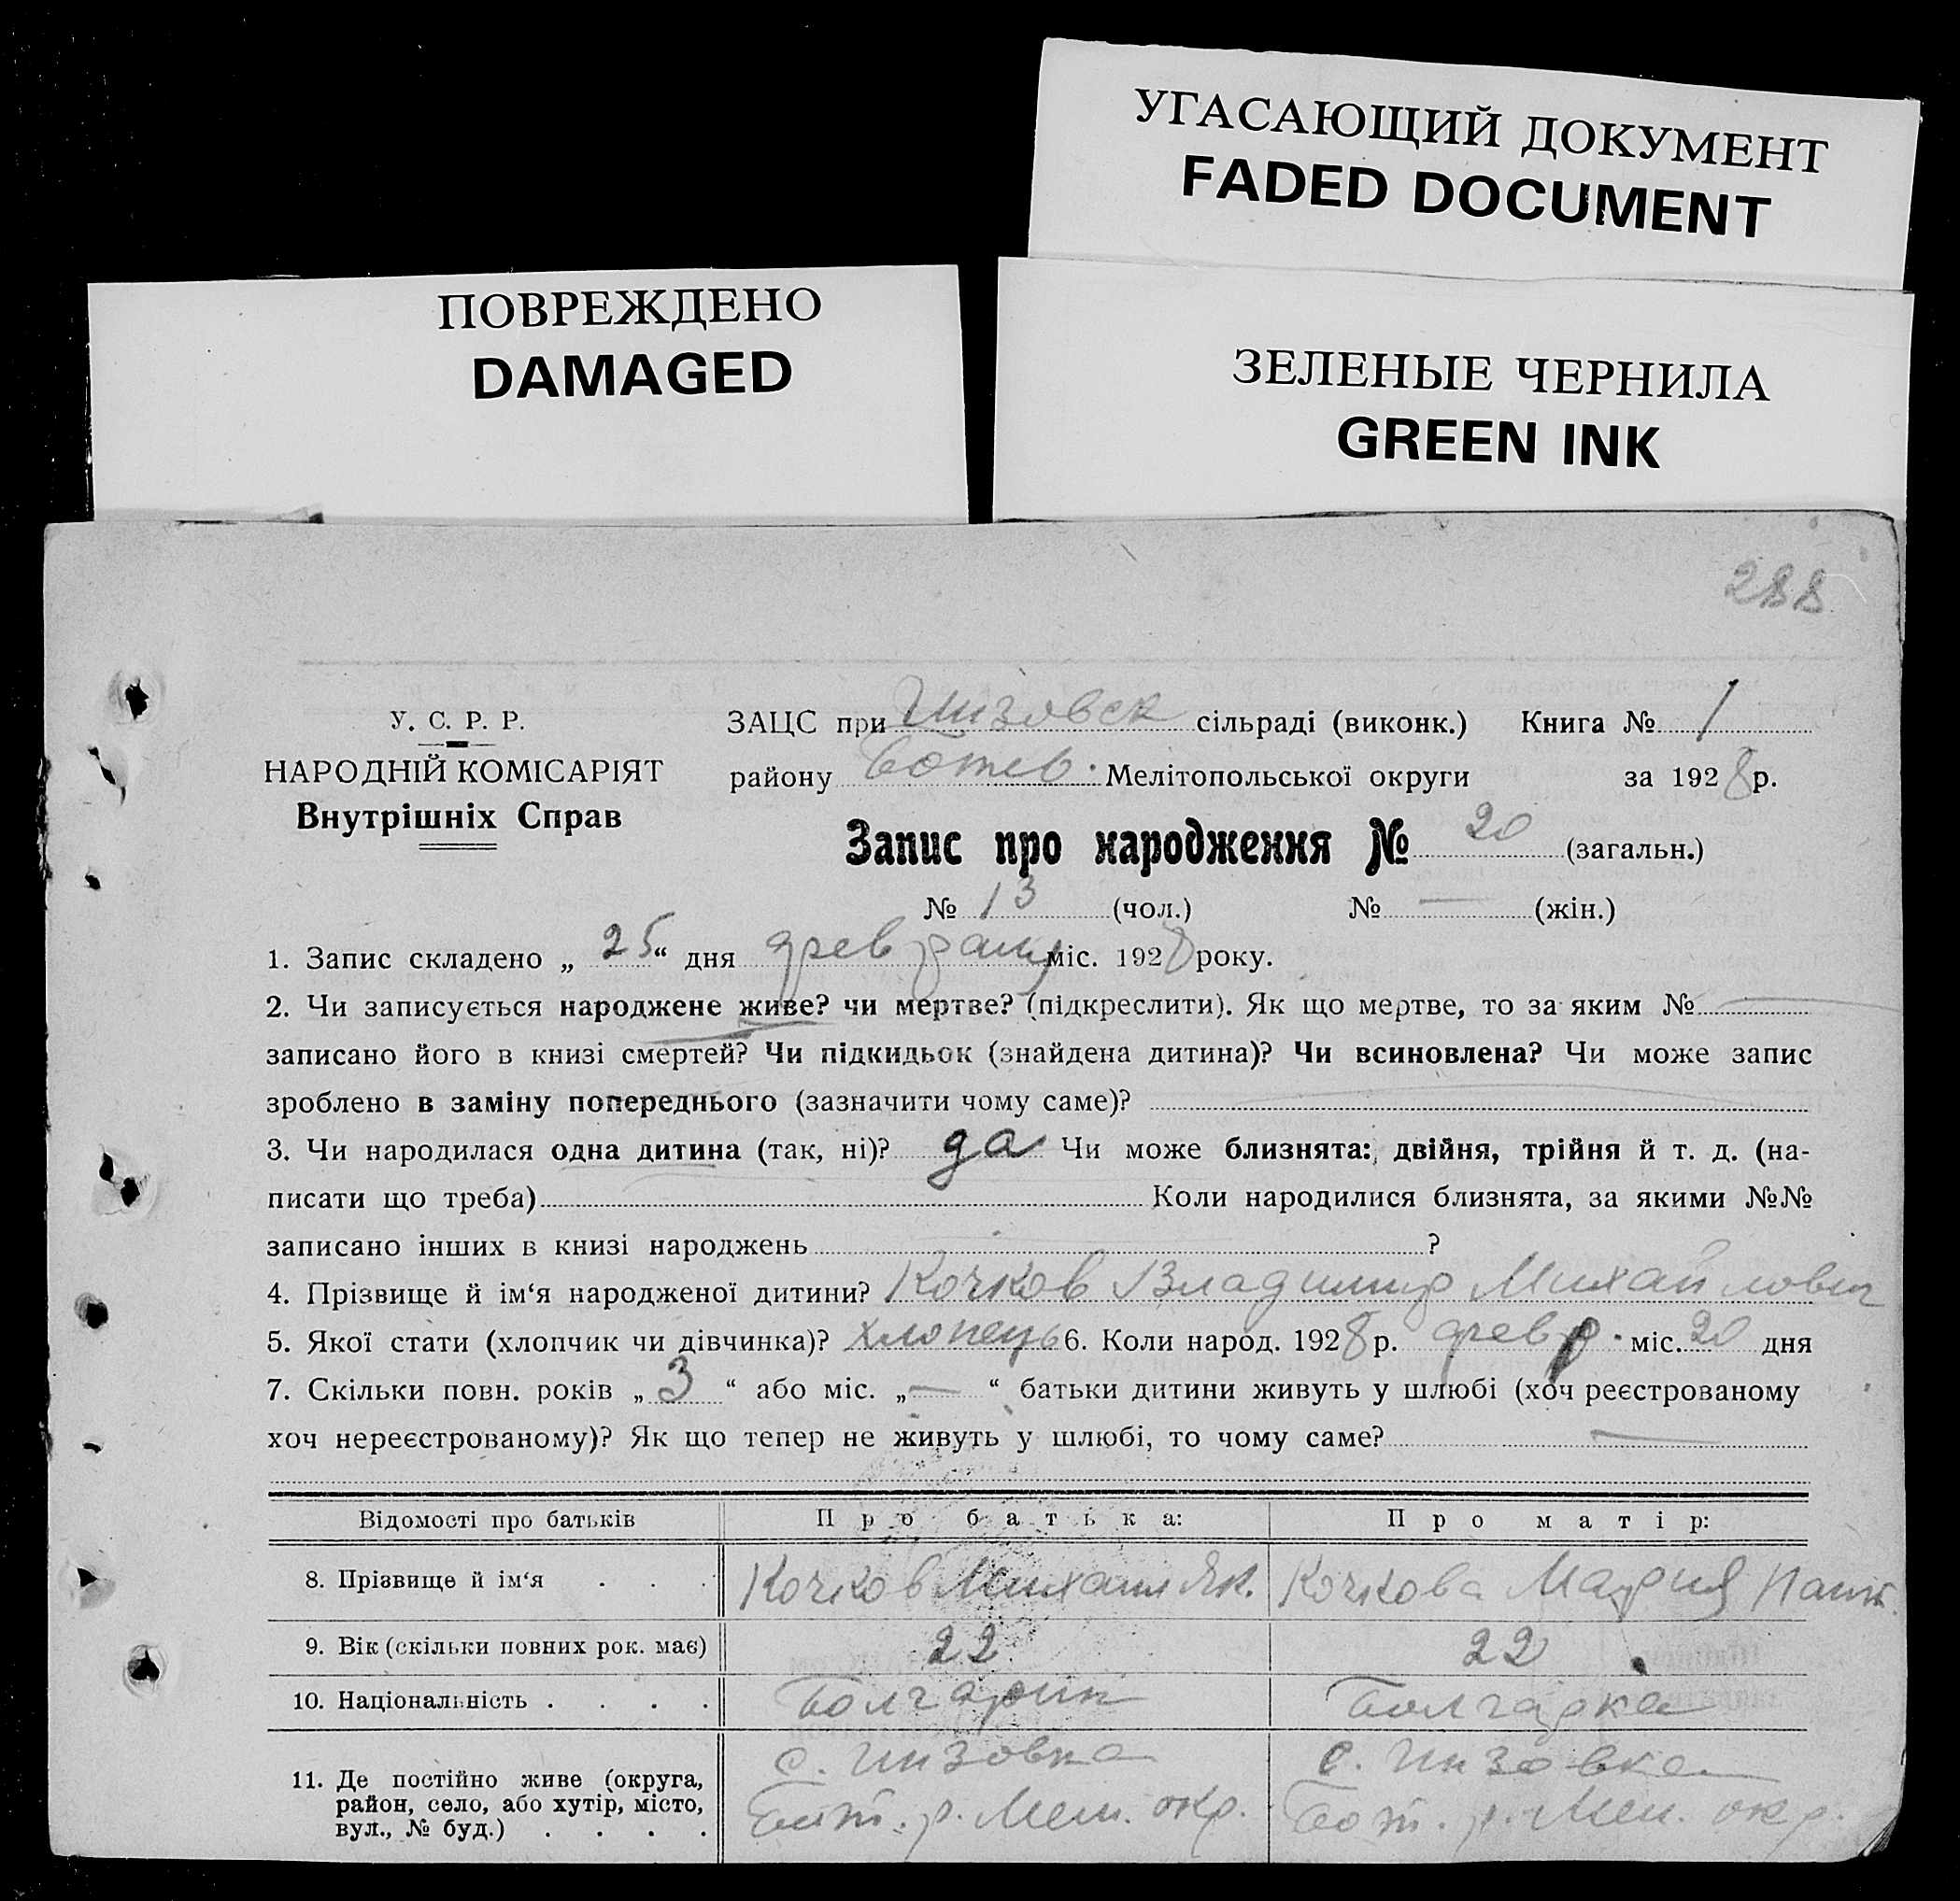 УГАСАЮЩИЙ ДОКУМЕНТ
FADED DOCUMENT
ПОВРЕЖДЕНО
DAMAGED
ЗЕЛЕНЫЕ ЧЕРНИЛА
GREEN INK
288
У. С. Р. Р.
НАРОДНІЙ КОМІСАРІЯТ
Внутрішніх Справ
ЗАЦС при Гизовск сільраді (виконк.) Книга № 1
району Ботев. Мелітопольської округи за 1928 р.
Запис про народження № 20 (загальн.)
№ 13 (чол.) № — (жін.)
1. Запис складено „ 25 “ дня февраля міс. 1928 року.
2. Чи записується народжене живе? чи мертве? (підкреслити). Як що мертве, то за яким № —
записано його в книзі смертей? Чи підкидьок (знайдена дитина)? Чи всиновлена? Чи може запис
зроблено в заміну попереднього (зазначити чому саме)?
3. Чи народилася одна дитина (так, ні)? да Чи може близнята: двійня, трійня й т. д. (на-
писати що треба) Коли народилися близнята, за якими №№
записано інших в книзі народжень ?
4. Прізвище й ім‘я народженої дитини? Кочков Владимир Михайлович
5. Якої стати (хлопчик чи дівчинка)? хлопець 6. Коли народ. 1928 р. февр. міс. 20 дня
7. Скільки повн. років „ 3 “ або міс. „ — “ батьки дитини живуть у шлюбі (хоч реєстрованому
хоч нереєстрованому)? Як що тепер не живуть у шлюбі, то чому саме? —
Відомості про батьків Про батька: Про матір:
8. Прізвище й ім‘я . . . Кочков Михаил Як. Кочкова Мария
9. Вік (скільки повних рок. має) 22 22
10. Національність . . . . Болгарин Болгарка
11. Де постійно живе (округа, с. Гизовка с. Гизовка
район, село, або хутір, місто, Бот. р. Мел. окр. Бот. р. Мел. окр.
вул., № буд.) . . . .